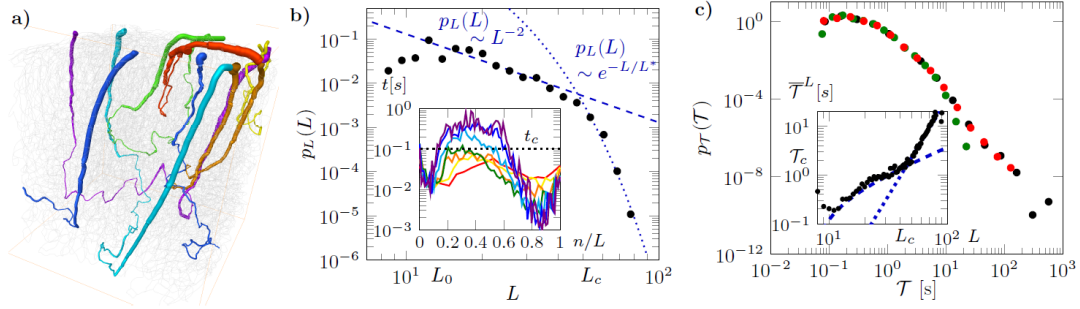 a)
b)
p_L(L)
10^{-1}
10^{-2}
10^{-3}
10^{-4}
10^{-5}
10^{-6}
p_L(L)
∼ L^{-2}
p_L(L)
∼ e^{-L/L*}
t[s]
10^0
10^{-1}
10^{-2}
10^{-3}
t_c
0 0.2 0.4 0.6 0.8 1
n/L
10^1 L_0 L_c 10^2
L
c)
p_𝒯(𝒯)
10^0
10^{-4}
10^{-8}
10^{-12}
𝒯̅^L[s]
10^1
𝒯_c
10^0
10^{-1}
10^1 L_c 10^2 L
10^{-2} 10^{-1} 10^0 10^1 10^2 10^3
𝒯 [s]